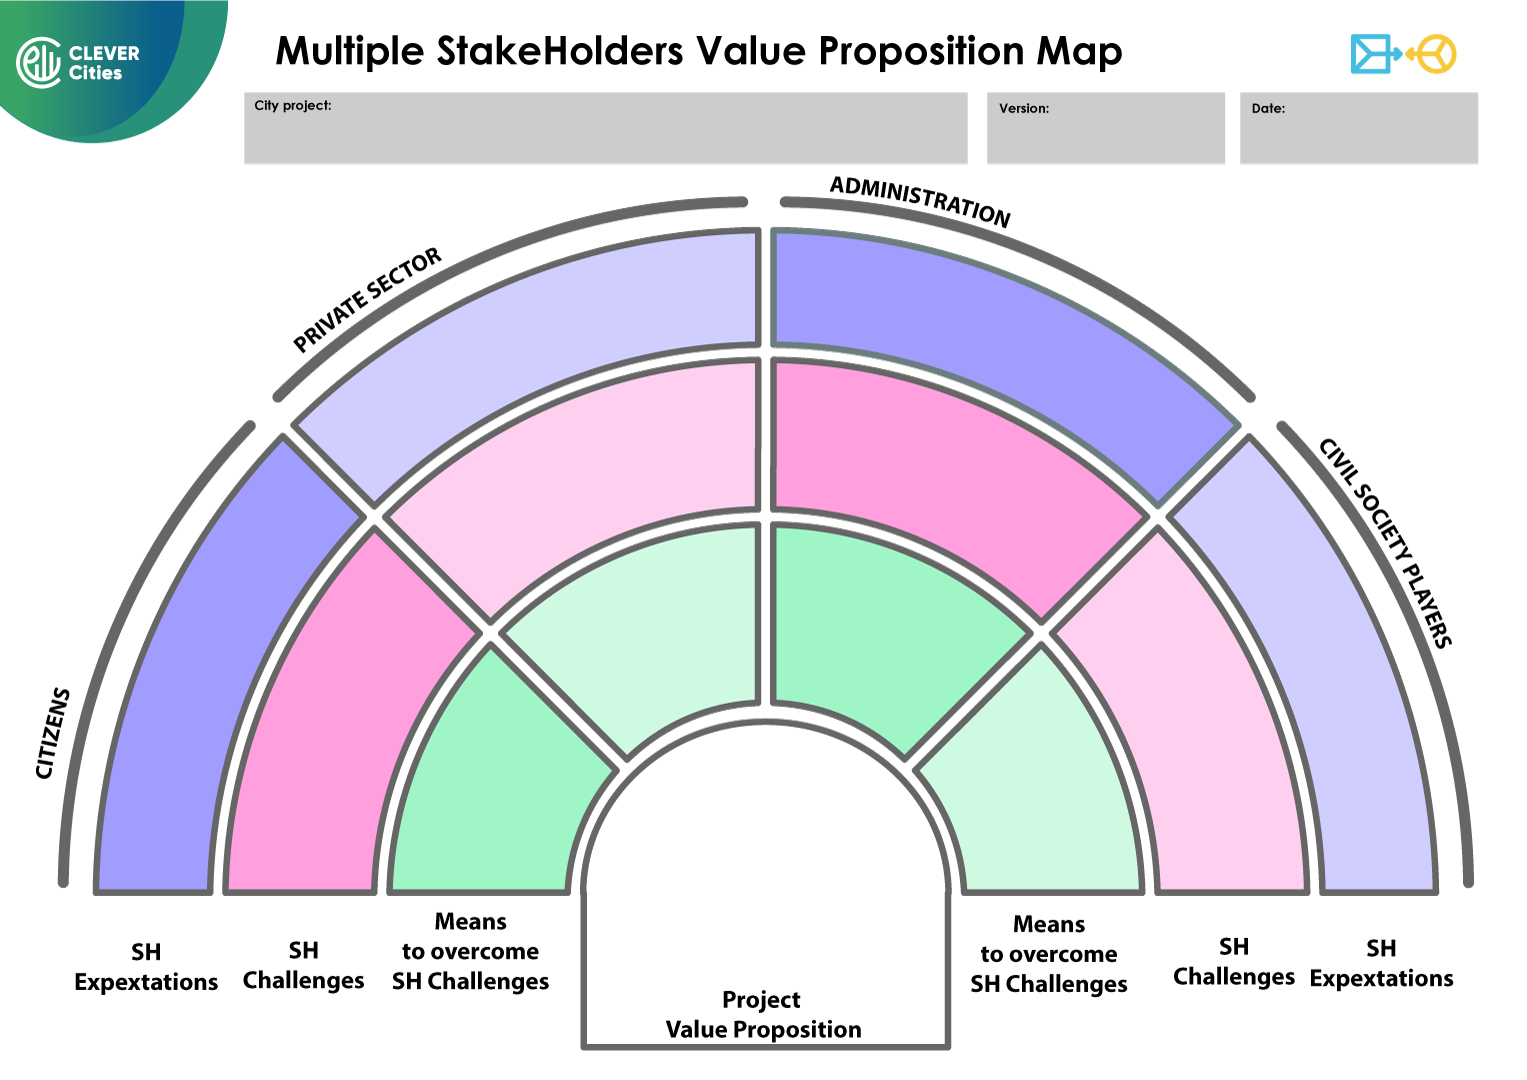 CLEVER
Cities
Multiple StakeHolders Value Proposition Map
City project:
Version:
Date:
ADMINISTRATION
PRIVATE SECTOR
CIVIL SOCIETY PLAYERS
CITIZENS
SH
Expextations
SH
Challenges
Means
to overcome
SH Challenges
Project
Value Proposition
Means
to overcome
SH Challenges
SH
Challenges
SH
Expextations